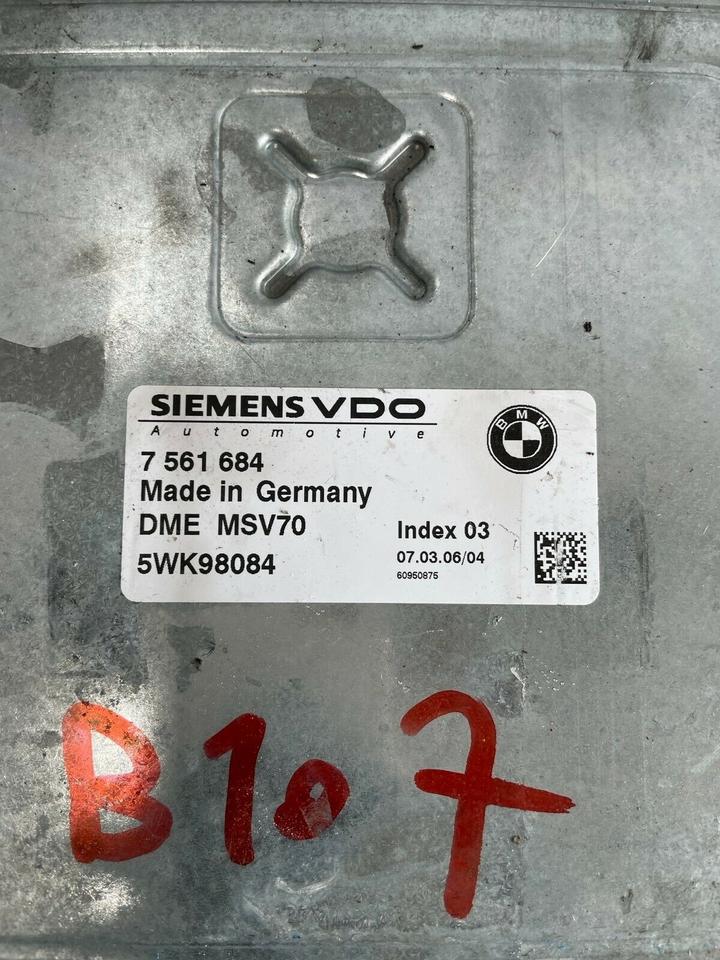 SIEMENS VDO
Automotive
BMW
7 561 684
Made in Germany
DME MSV70
Index 03
5WK98084
07.03.06/04
60950875
B107